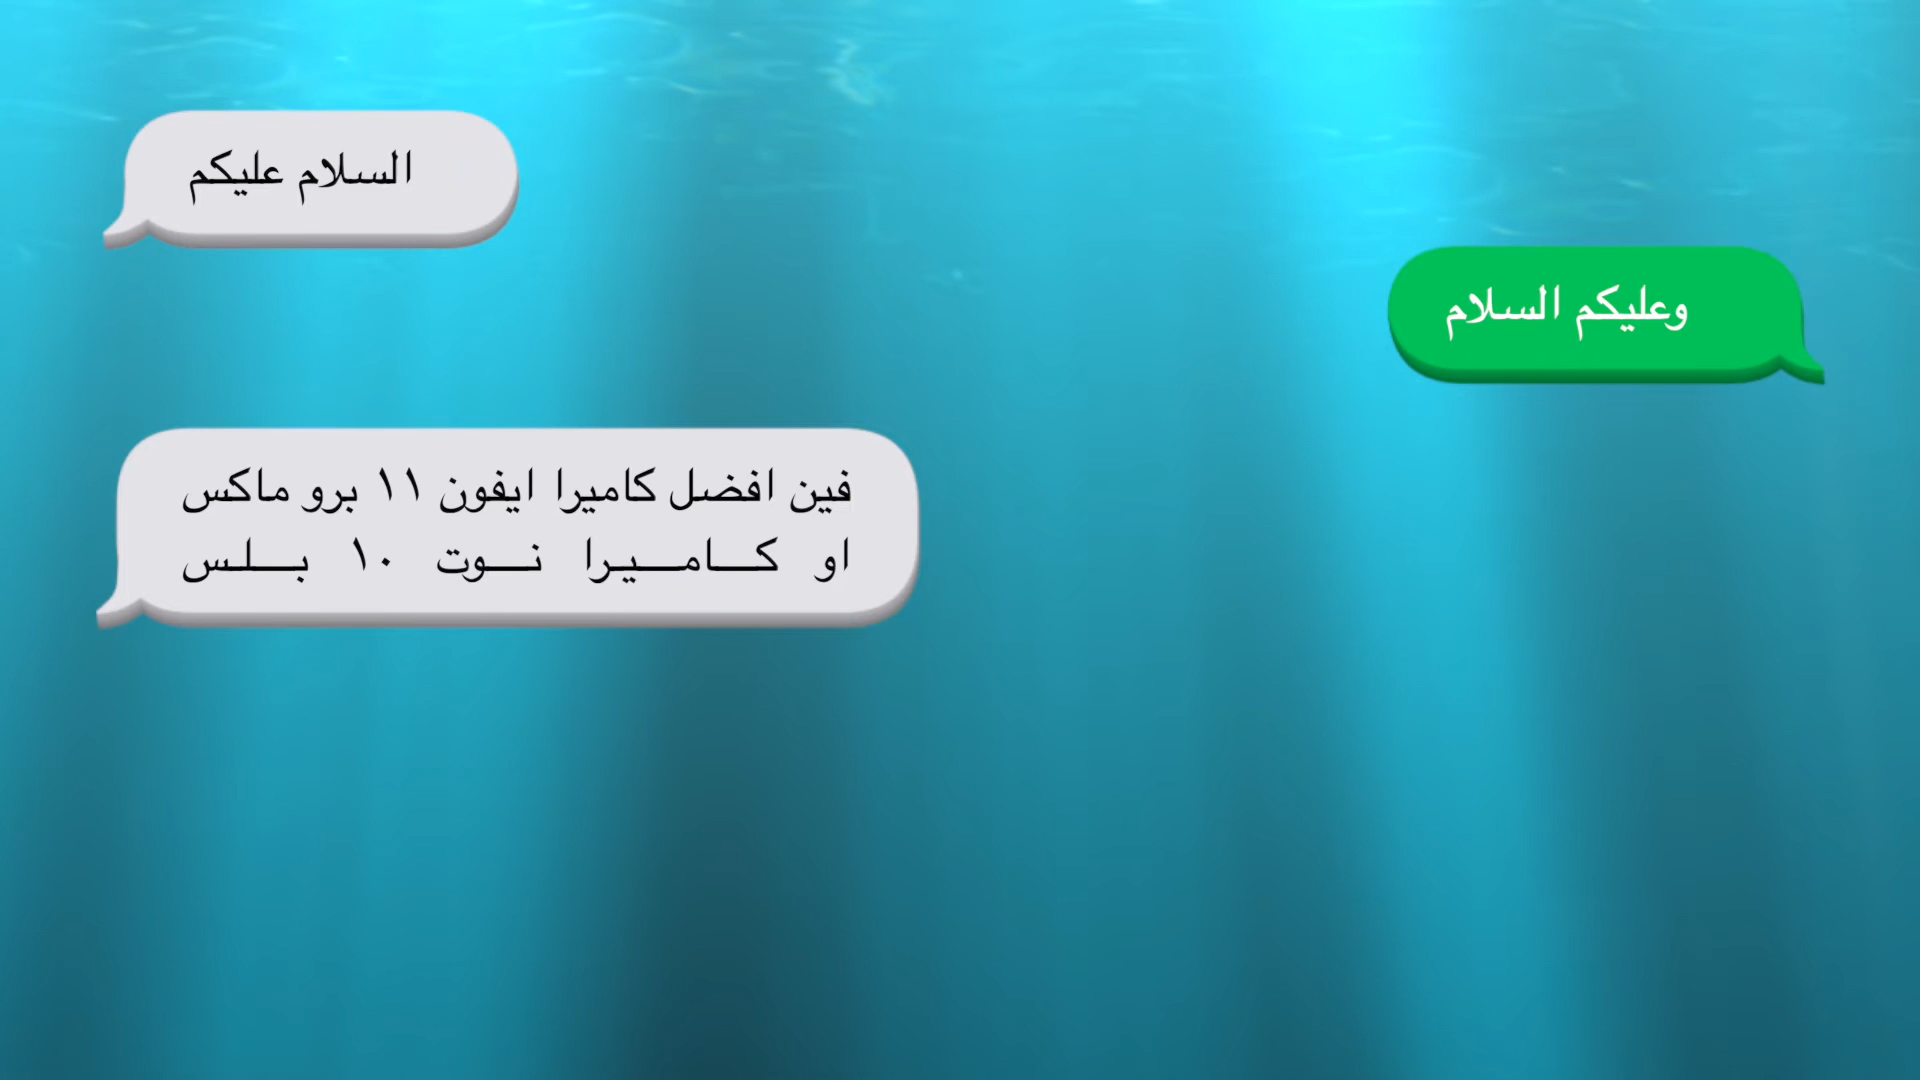 السلام عليكم
وعليكم السلام
فين افضل كاميرا ايفون ١١ برو ماكس
او كاميرا نوت ١٠ بلس